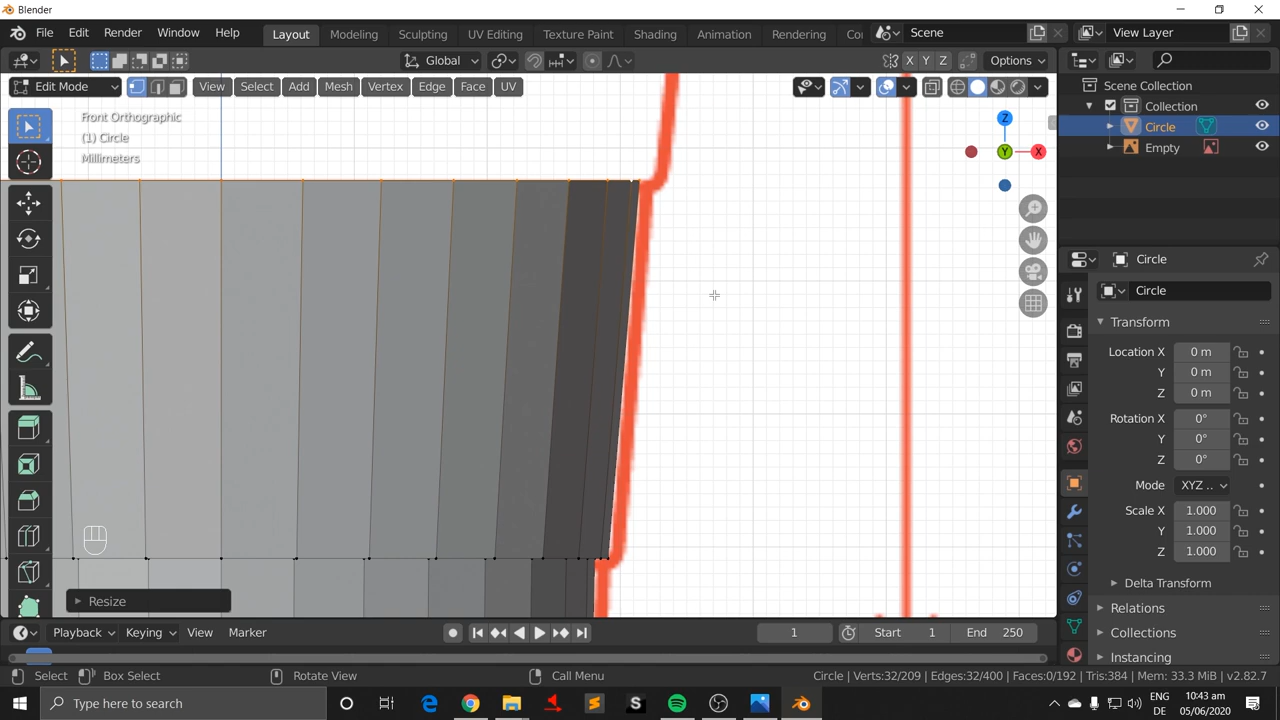 Blender
File Edit Render Window Help Layout Modeling Sculpting UV Editing Texture Paint Shading Animation Rendering Co Scene View Layer
Global X Y Z Options
Edit Mode View Select Add Mesh Vertex Edge Face UV
Front Orthographic
(1) Circle
Millimeters
Z
Y X
Scene Collection
Collection
Circle
Empty
Circle
Circle
Transform
Location X 0 m
Y 0 m
Z 0 m
Rotation X 0°
Y 0°
Z 0°
Mode XYZ ..
Scale X 1.000
Y 1.000
Z 1.000
Delta Transform
Relations
Collections
Instancing
Resize
Playback Keying View Marker 1 Start 1 End 250
Select Box Select Rotate View Call Menu Circle | Verts:32/209 | Edges:32/400 | Faces:0/192 | Tris:384 | Mem: 33.3 MiB | v2.82.7
Type here to search
ENG 10:43 am
DE 05/06/2020